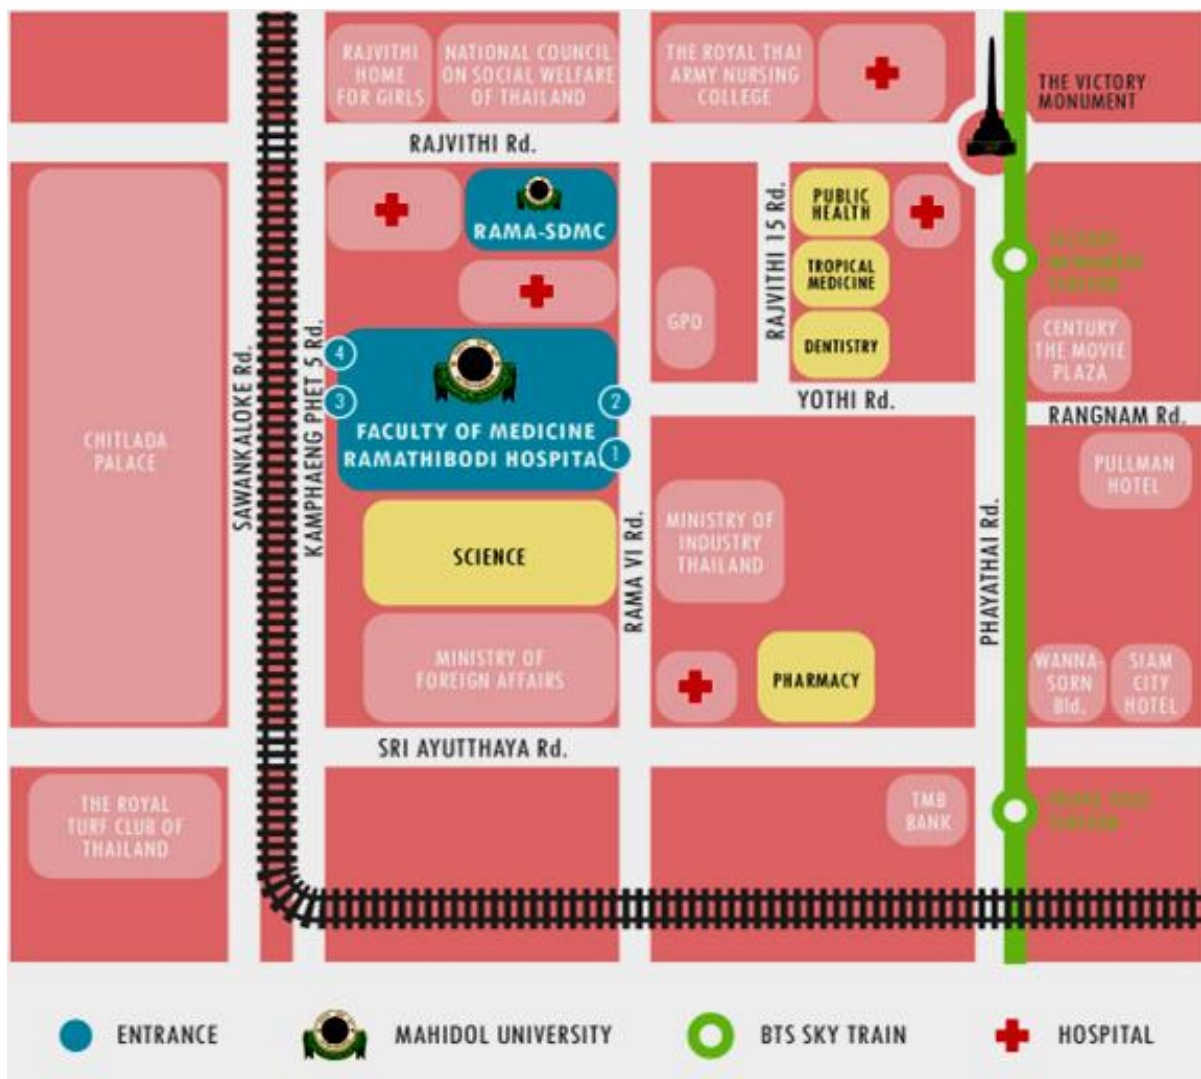 RAJVITHI
HOME
FOR GIRLS
NATIONAL COUNCIL
ON SOCIAL WELFARE
OF THAILAND
THE ROYAL THAI
ARMY NURSING
COLLEGE
THE VICTORY
MONUMENT
RAJVITHI Rd.
RAMA-SDMC
RAJVITHI 15 Rd.
PUBLIC
HEALTH
TROPICAL
MEDICINE
DENTISTRY
GPO
CENTURY
THE MOVIE
PLAZA
SAWANKALOKE Rd.
KAMPHAENG PHET 5 Rd.
4
3
2
1
FACULTY OF MEDICINE
RAMATHIBODI HOSPITAL
YOTHI Rd.
RANGNAM Rd.
CHITLADA
PALACE
PULLMAN
HOTEL
SCIENCE
RAMA VI Rd.
MINISTRY OF
INDUSTRY
THAILAND
PHAYATHAI Rd.
MINISTRY OF
FOREIGN AFFAIRS
PHARMACY
WANNA-
SORN
Bld.
SIAM
CITY
HOTEL
SRI AYUTTHAYA Rd.
THE ROYAL
TURF CLUB OF
THAILAND
TMB
BANK
ENTRANCE
MAHIDOL UNIVERSITY
BTS SKY TRAIN
HOSPITAL